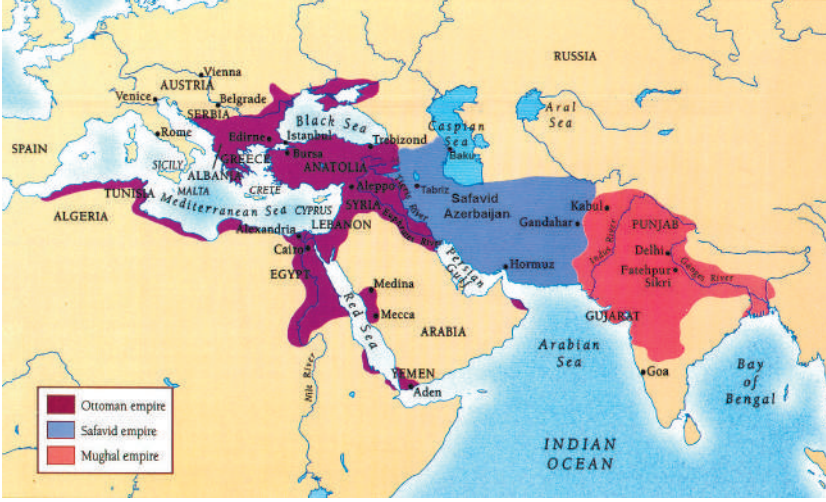 RUSSIA
Vienna
AUSTRIA
Venice
Belgrade
SERBIA
Aral
Sea
Black Sea
Caspian
Sea
Rome
Edirne
Istanbul
Trebizond
SPAIN
Baku
SICILY
GREECE
Bursa
ANATOLIA
ALBANIA
Tabriz
Aleppo
TUNISIA
MALTA
CRETE
Safavid
Azerbaijan
Kabul
ALGERIA
Mediterranean Sea
CYPRUS
SYRIA
Gandahar
PUNJAB
LEBANON
Euphrates River
Alexandria
Indus River
Delhi
Cairo
Persian
Gulf
Hormuz
Fatehpur
Sikri
Ganges River
EGYPT
Medina
Red Sea
Mecca
GUJARAT
ARABIA
Arabian
Sea
Bay
of
Bengal
Goa
YEMEN
Aden
Nile River
Ottoman empire
Safavid empire
Mughal empire
INDIAN
OCEAN